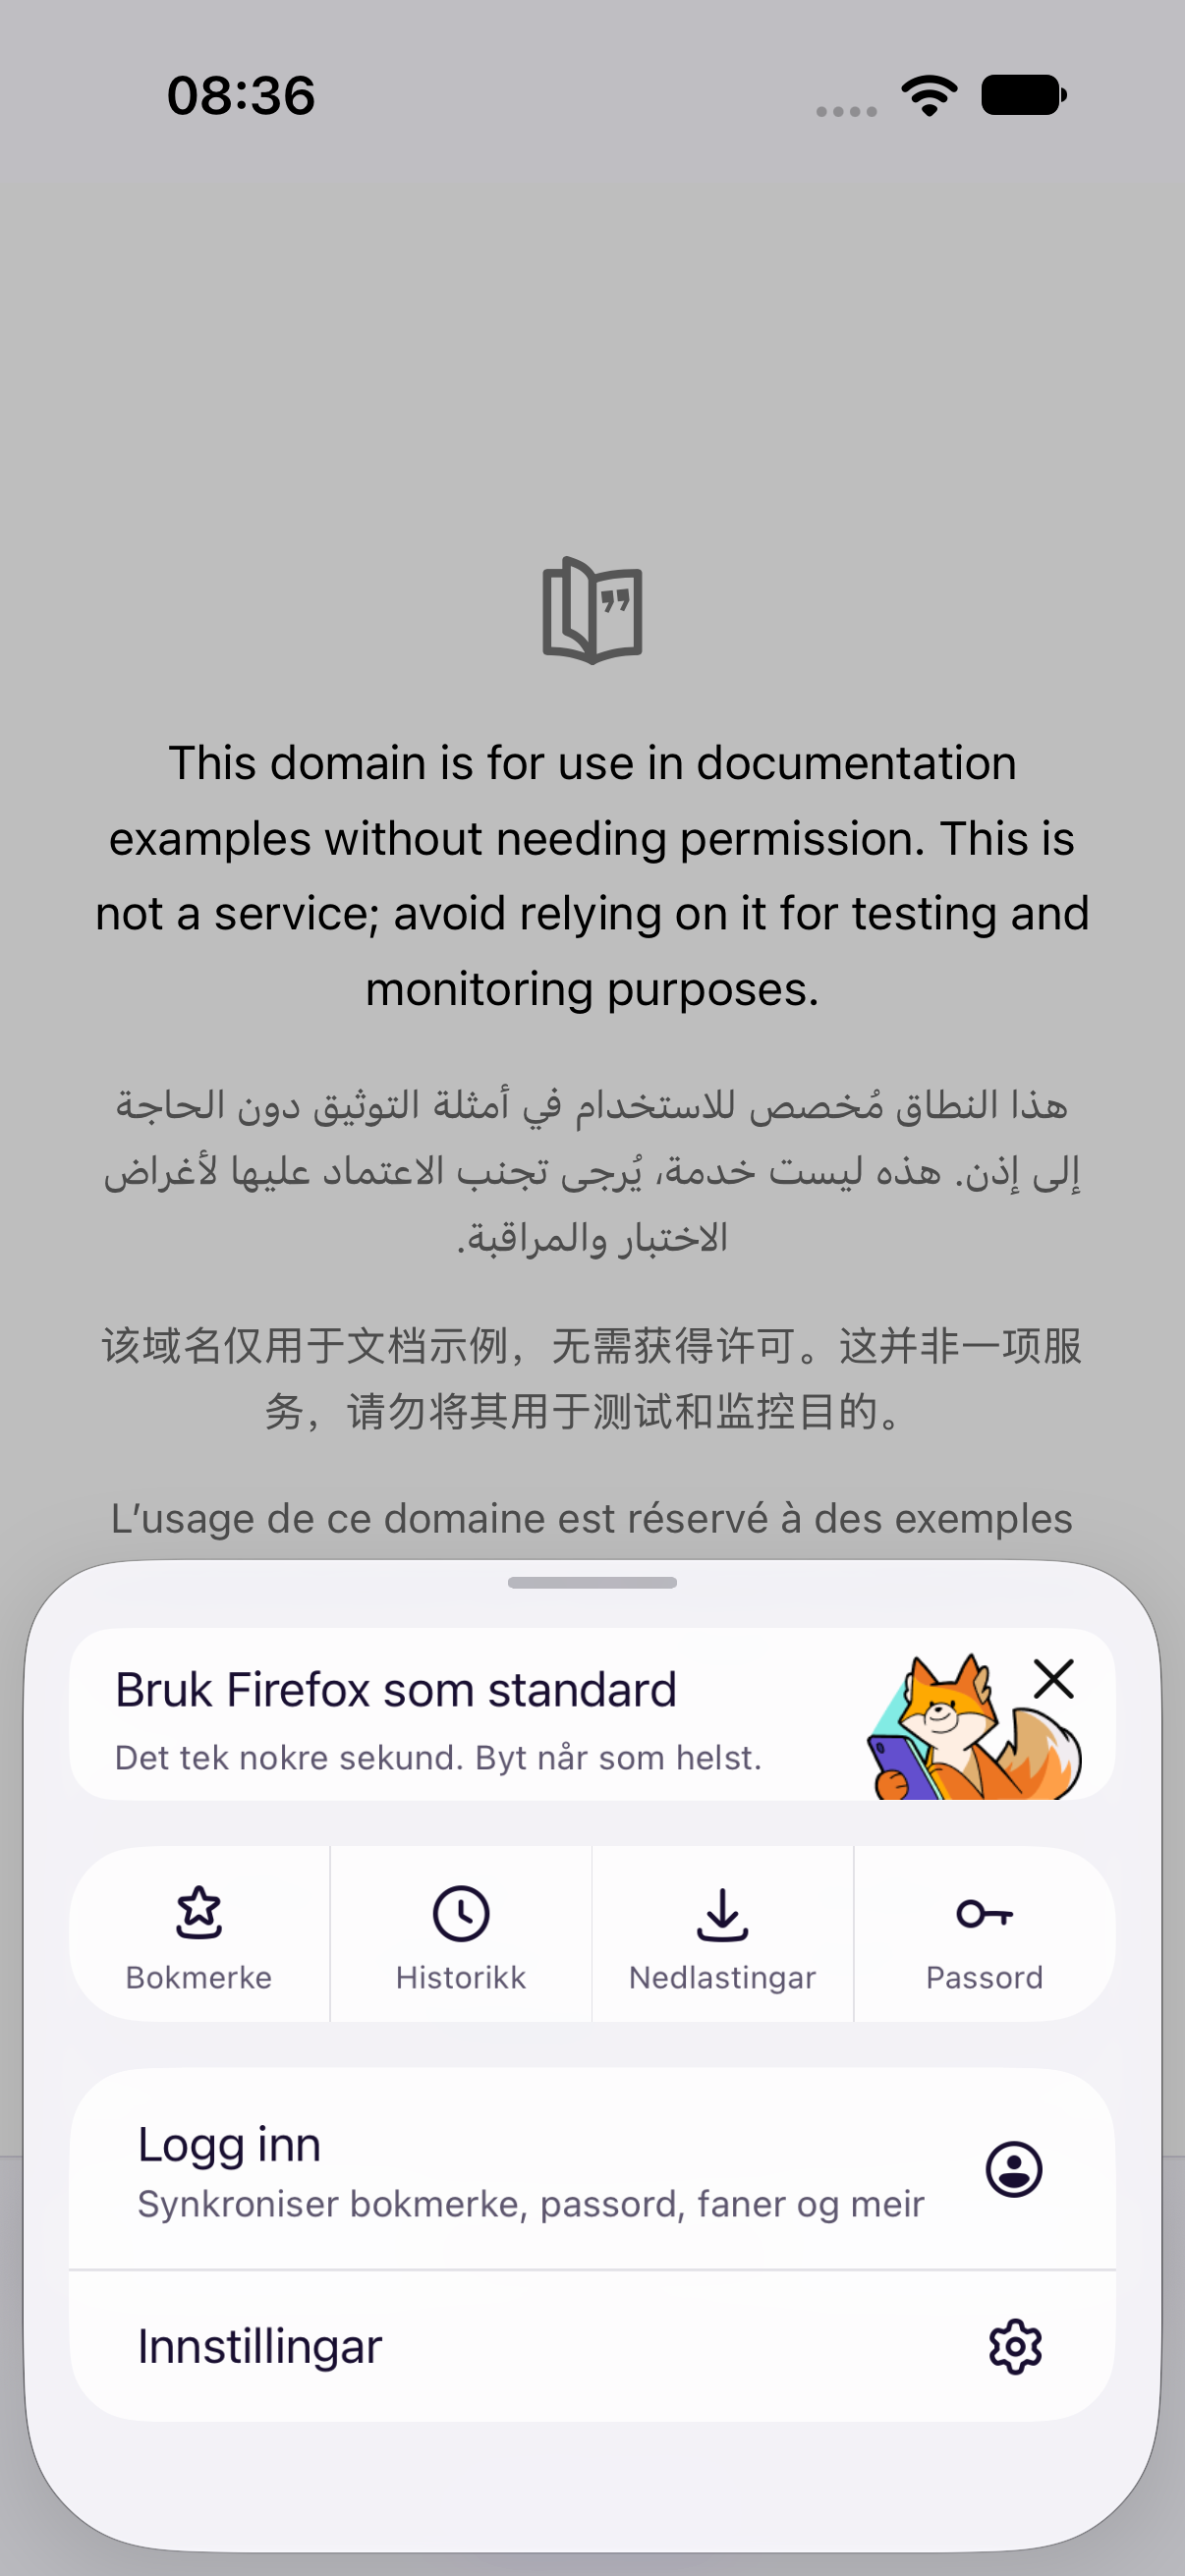 08:36
This domain is for use in documentation
examples without needing permission. This is
not a service; avoid relying on it for testing and
monitoring purposes.
هذا النطاق مُخصص للاستخدام في أمثلة التوثيق دون الحاجة
إلى إذن. هذه ليست خدمة، يُرجى تجنب الاعتماد عليها لأغراض
الاختبار والمراقبة.
该域名仅用于文档示例，无需获得许可。这并非一项服
务，请勿将其用于测试和监控目的。
L’usage de ce domaine est réservé à des exemples
Bruk Firefox som standard
Det tek nokre sekund. Byt når som helst.
Bokmerke
Historikk
Nedlastingar
Passord
Logg inn
Synkroniser bokmerke, passord, faner og meir
Innstillingar